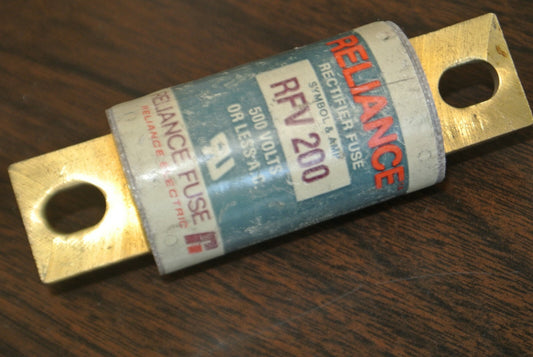 RELIANCE
RECTIFIER FUSE
SYMBOL & AMP
RFV 200
500 VOLTS
OR LESS A.C.
RELIANCE FUSE
RELIANCE ELECTRIC